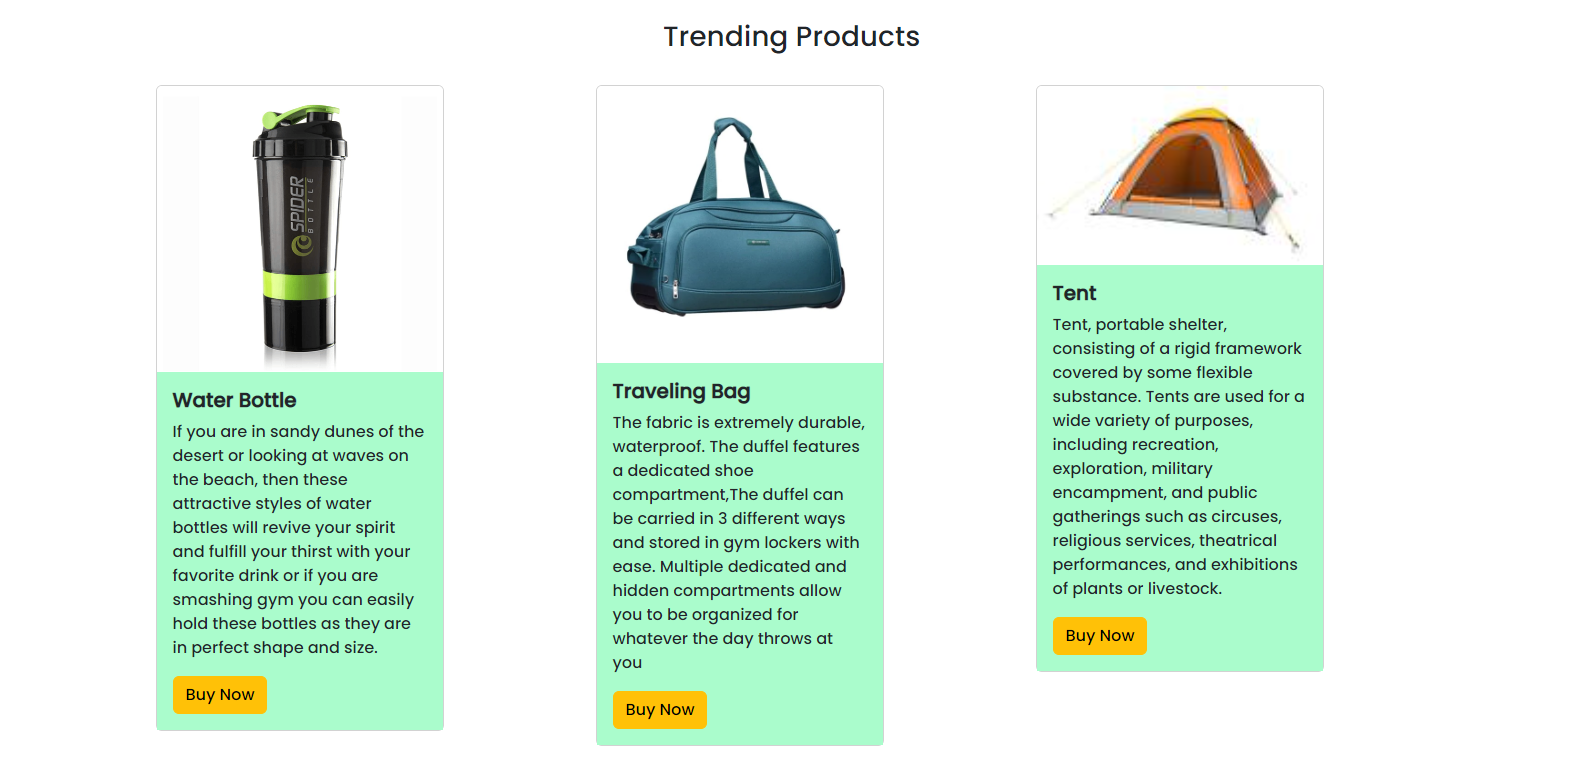 Trending Products
SPIDER
BOTTLE
Water Bottle
If you are in sandy dunes of the
desert or looking at waves on
the beach, then these
attractive styles of water
bottles will revive your spirit
and fulfill your thirst with your
favorite drink or if you are
smashing gym you can easily
hold these bottles as they are
in perfect shape and size.
Buy Now
Traveling Bag
The fabric is extremely durable,
waterproof. The duffel features
a dedicated shoe
compartment,The duffel can
be carried in 3 different ways
and stored in gym lockers with
ease. Multiple dedicated and
hidden compartments allow
you to be organized for
whatever the day throws at
you
Buy Now
Tent
Tent, portable shelter,
consisting of a rigid framework
covered by some flexible
substance. Tents are used for a
wide variety of purposes,
including recreation,
exploration, military
encampment, and public
gatherings such as circuses,
religious services, theatrical
performances, and exhibitions
of plants or livestock.
Buy Now